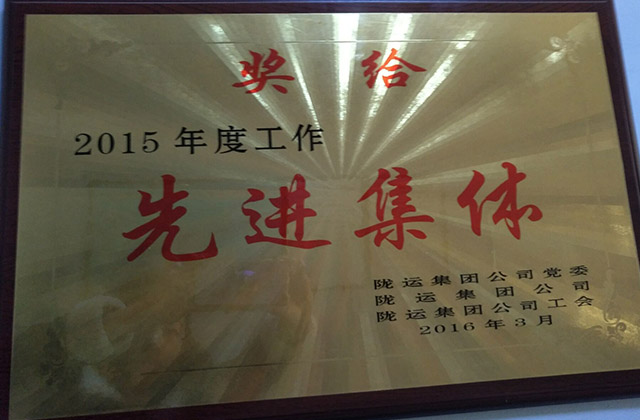 奖给
2015年度工作
先进集体
陇运集团公司党委
陇运集团公司
陇运集团公司工会
2016年3月